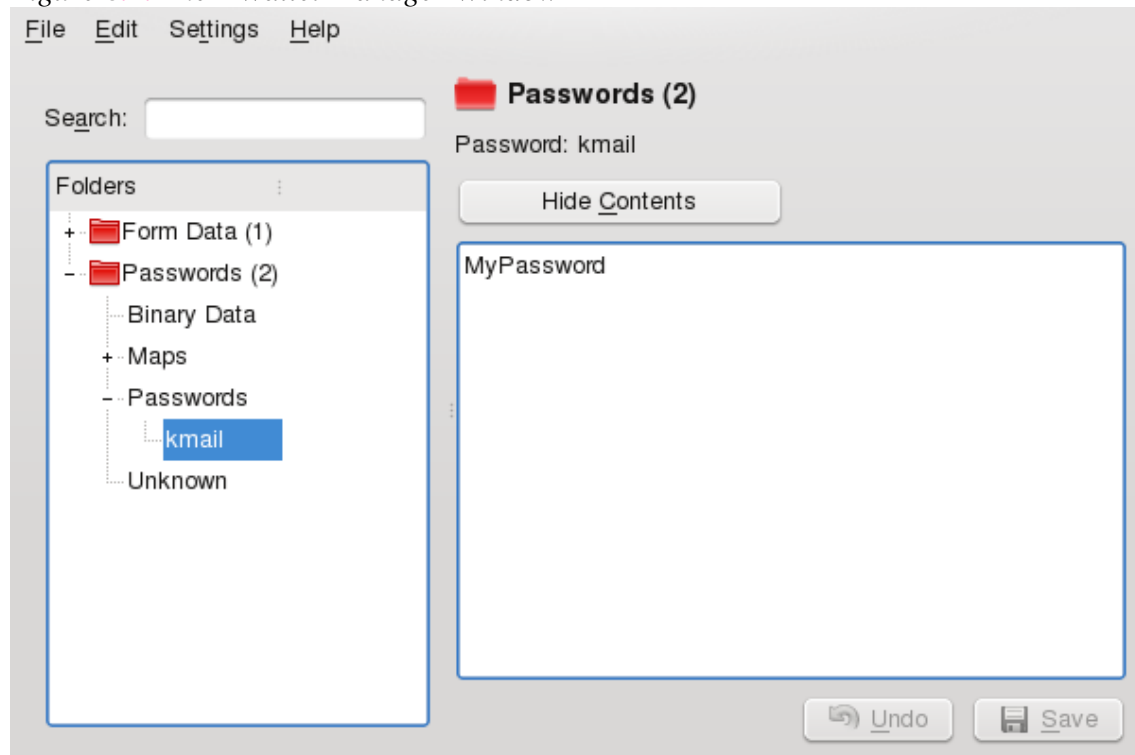 File Edit Settings Help
Search:
Folders
+ Form Data (1)
- Passwords (2)
Binary Data
+ Maps
- Passwords
kmail
Unknown
Passwords (2)
Password: kmail
Hide Contents
MyPassword
Undo Save